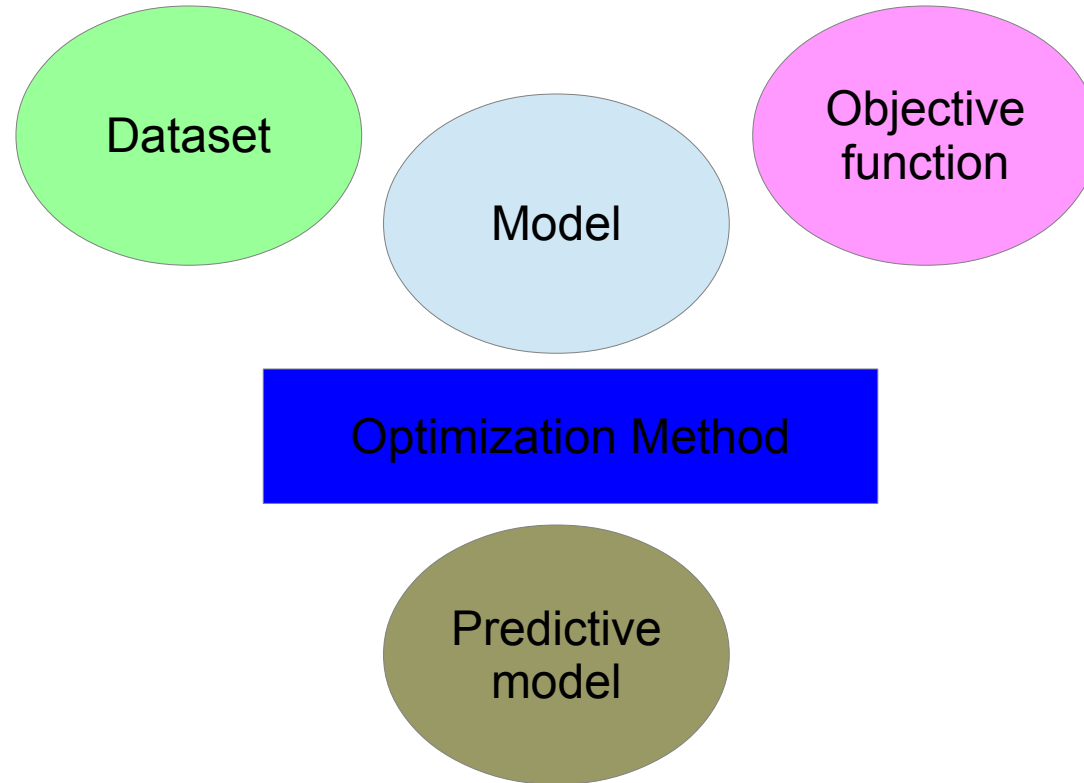 Dataset
Objective
function
Model
Optimization Method
Predictive
model